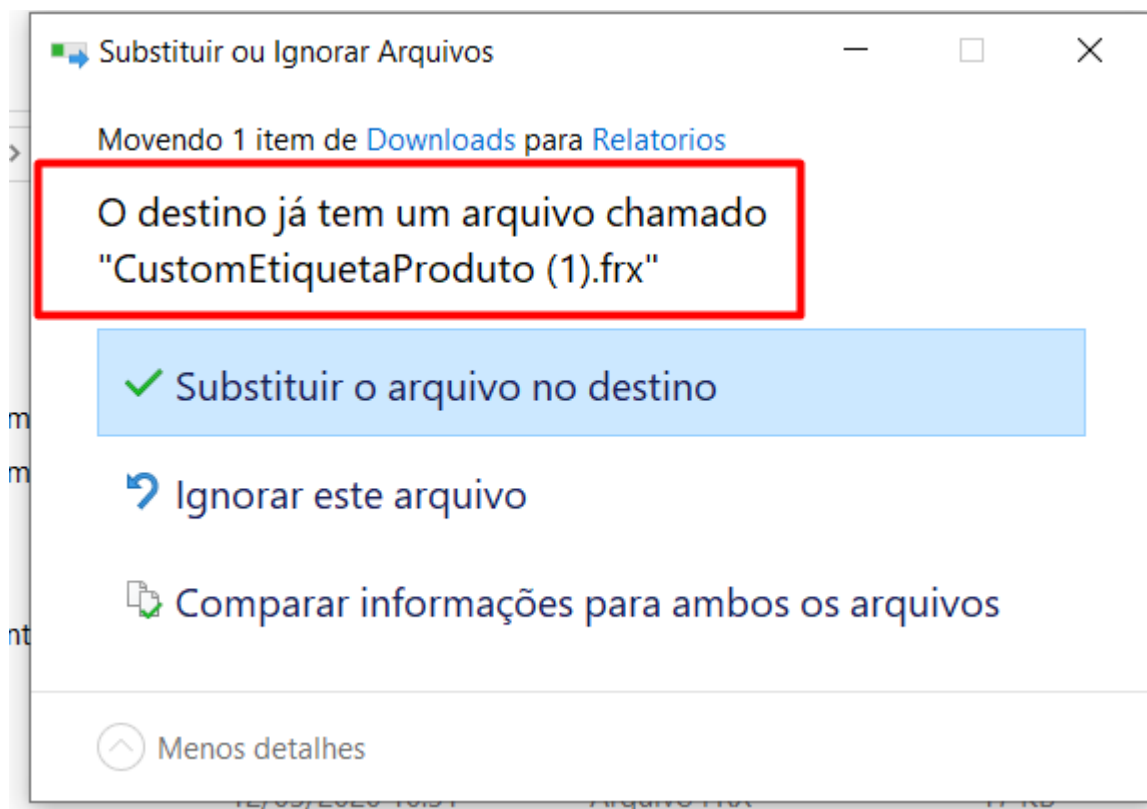 Substituir ou Ignorar Arquivos
Movendo 1 item de Downloads para Relatorios
O destino já tem um arquivo chamado
"CustomEtiquetaProduto (1).frx"
Substituir o arquivo no destino
Ignorar este arquivo
Comparar informações para ambos os arquivos
Menos detalhes